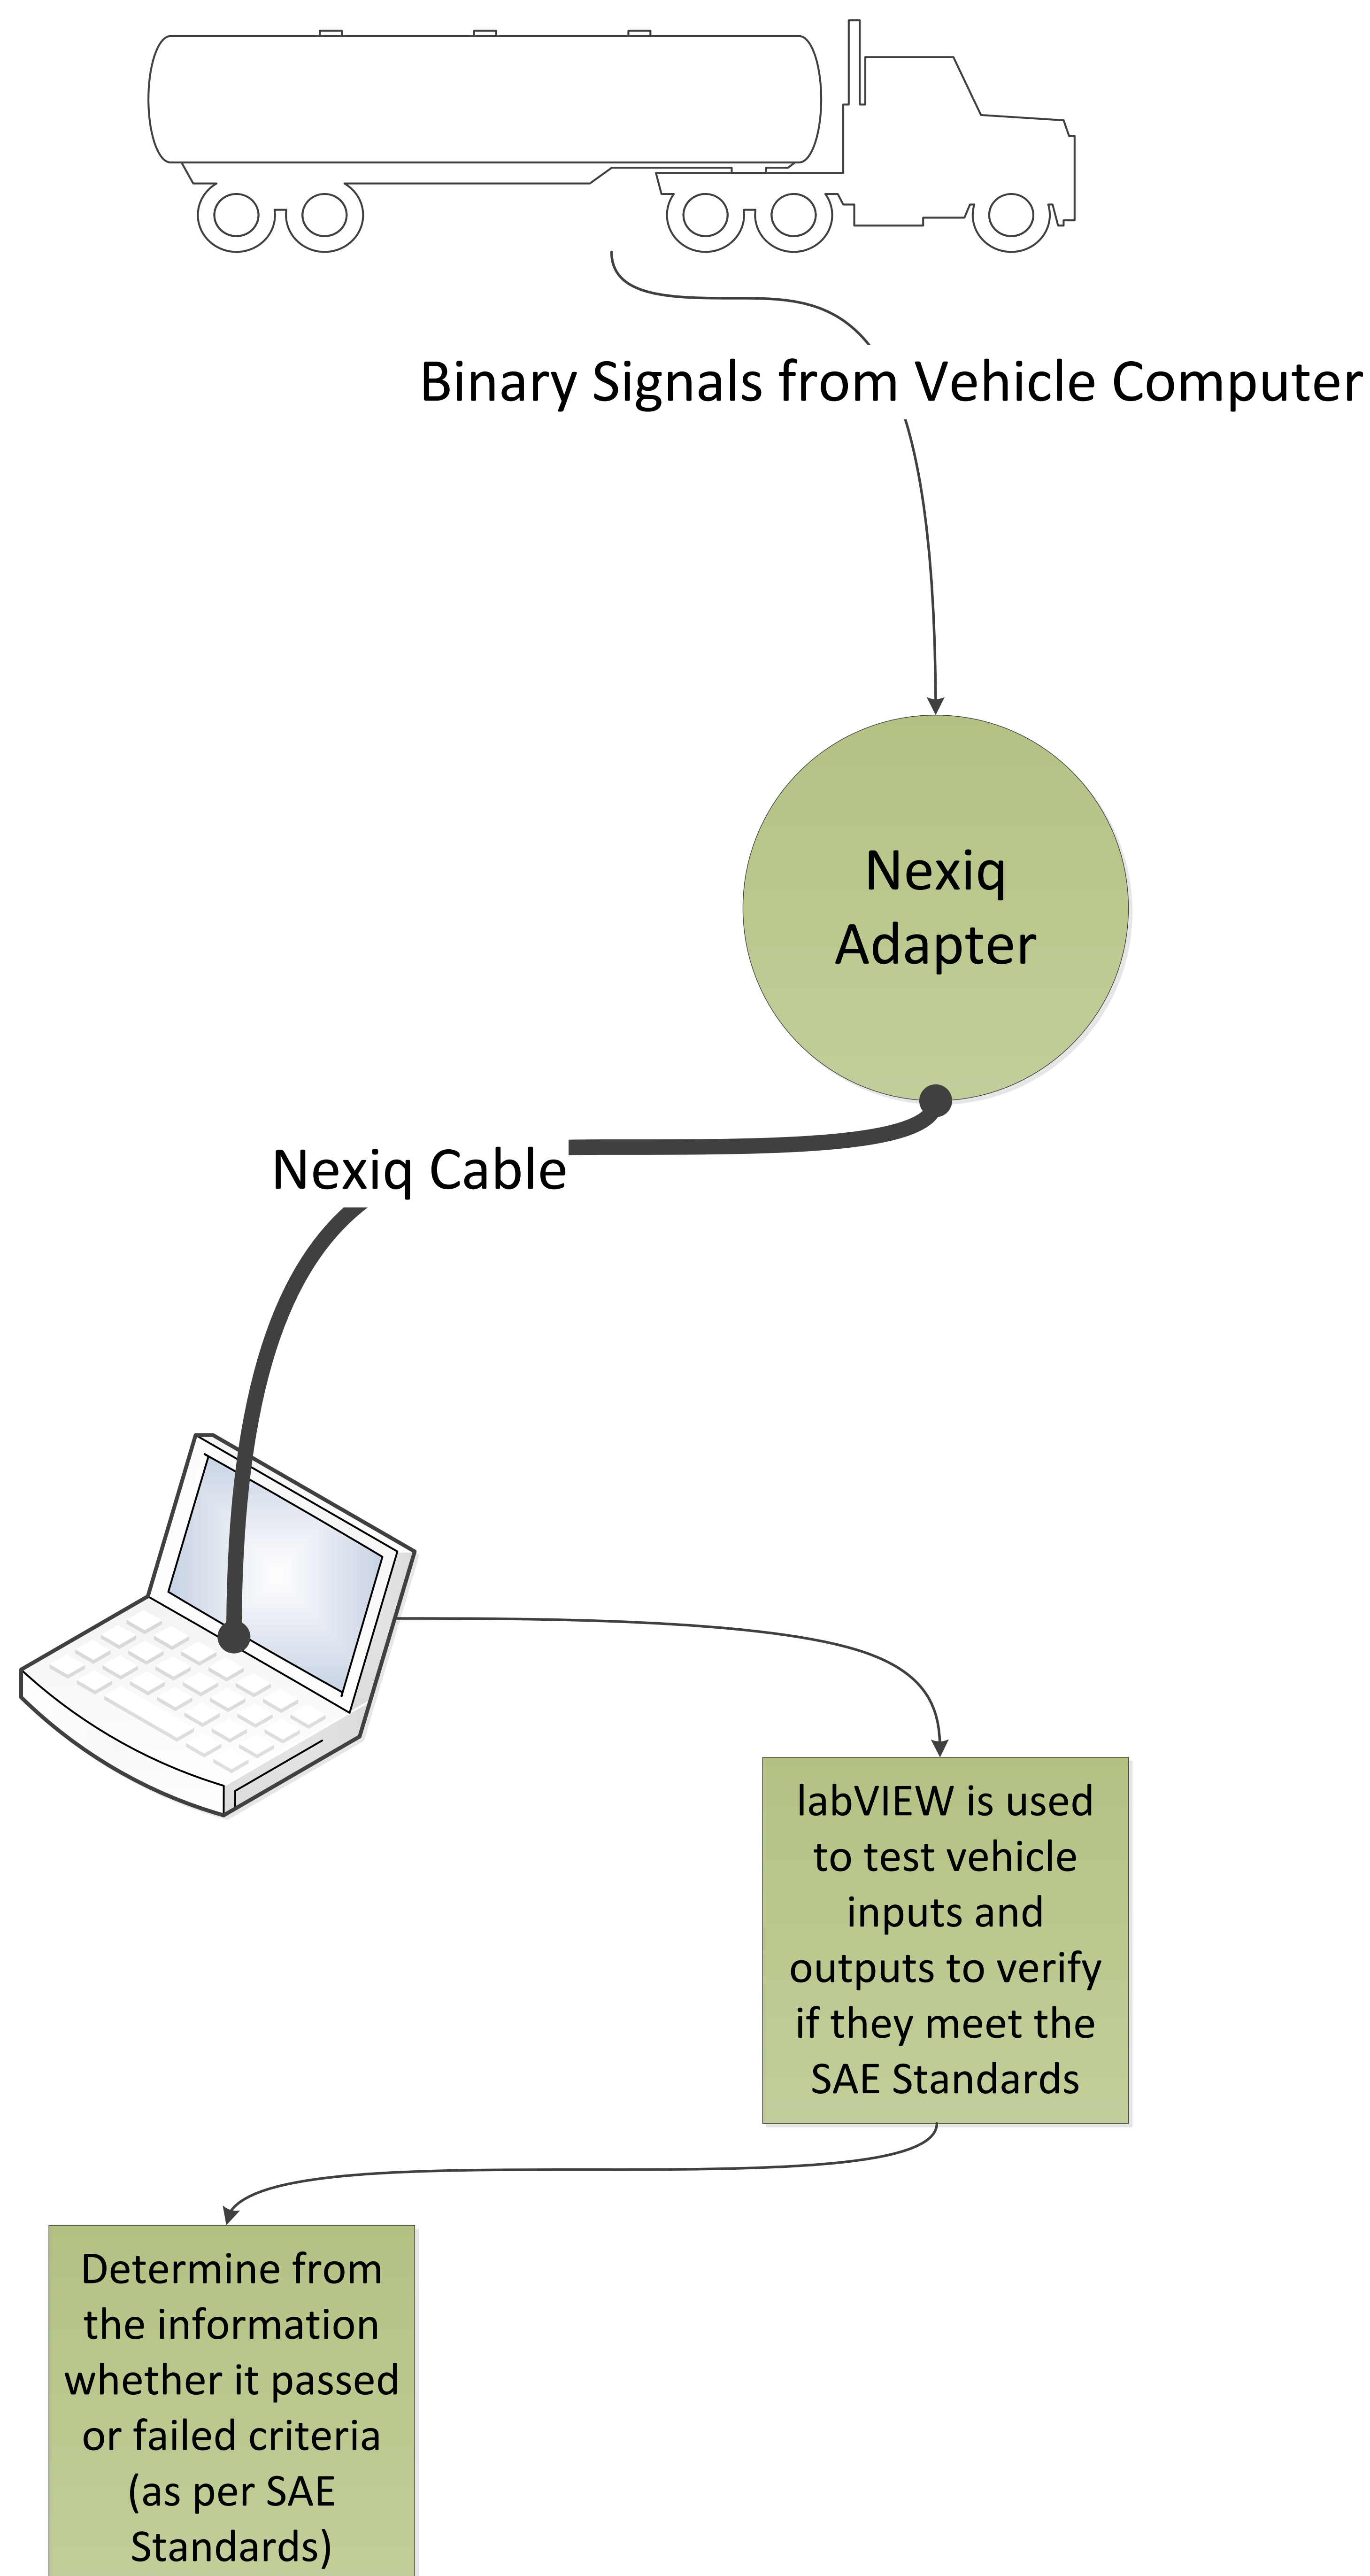 Binary Signals from Vehicle Computer
Nexiq
Adapter
Nexiq Cable
labVIEW is used
to test vehicle
inputs and
outputs to verify
if they meet the
SAE Standards
Determine from
the information
whether it passed
or failed criteria
(as per SAE
Standards)